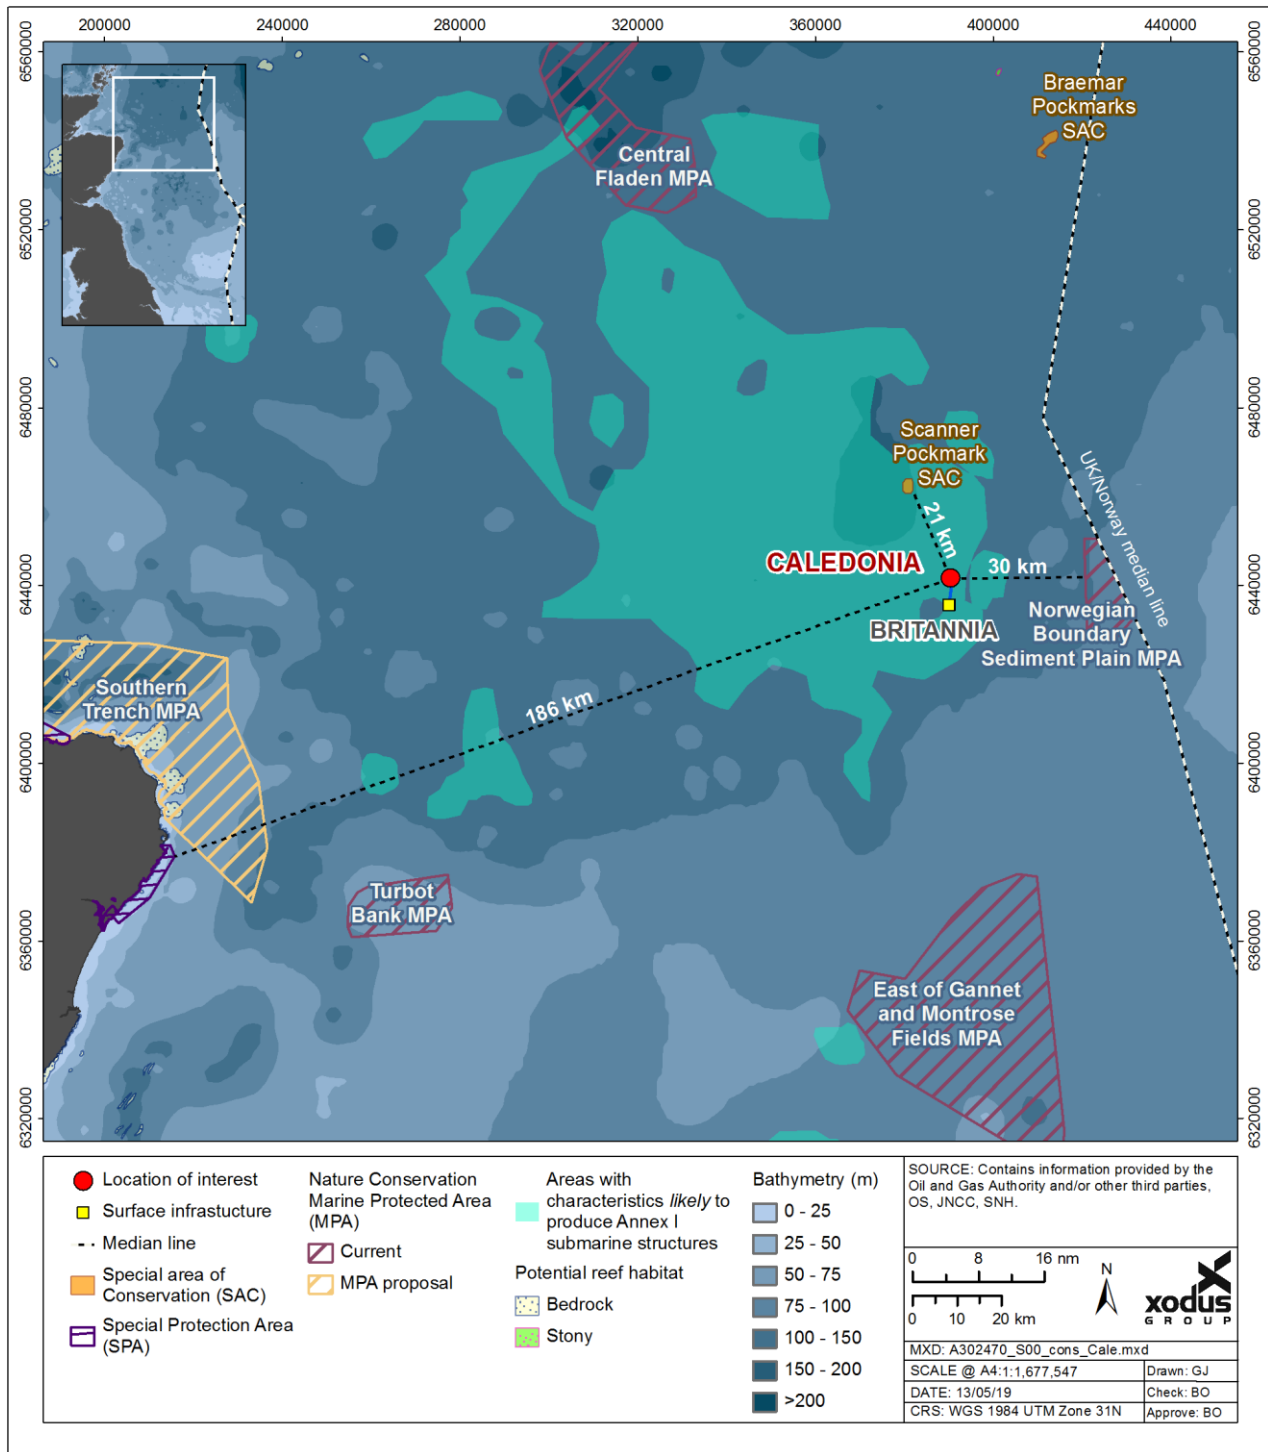 200000
240000
280000
320000
360000
400000
440000
6560000
6520000
6480000
6440000
6400000
6360000
6320000
6560000
6520000
6480000
6440000
6400000
6360000
6320000
Braemar
Pockmarks
SAC
Central
Fladen MPA
Scanner
Pockmark
SAC
21 km
UK/Norway median line
CALEDONIA
30 km
BRITANNIA
Norwegian
Boundary
Sediment Plain MPA
186 km
Southern
Trench MPA
Turbot
Bank MPA
East of Gannet
and Montrose
Fields MPA
Location of interest
Surface infrastucture
Median line
Special area of
Conservation (SAC)
Special Protection Area
(SPA)
Nature Conservation
Marine Protected Area
(MPA)
Current
MPA proposal
Areas with
characteristics likely to
produce Annex I
submarine structures
Potential reef habitat
Bedrock
Stony
Bathymetry (m)
0 - 25
25 - 50
50 - 75
75 - 100
100 - 150
150 - 200
>200
SOURCE: Contains information provided by the
Oil and Gas Authority and/or other third parties,
OS, JNCC, SNH.
0 8 16 nm
0 10 20 km
N
xodus
GROUP
MXD: A302470_S00_cons_Cale.mxd
SCALE @ A4:1:1,677,547
Drawn: GJ
DATE: 13/05/19
Check: BO
CRS: WGS 1984 UTM Zone 31N
Approve: BO